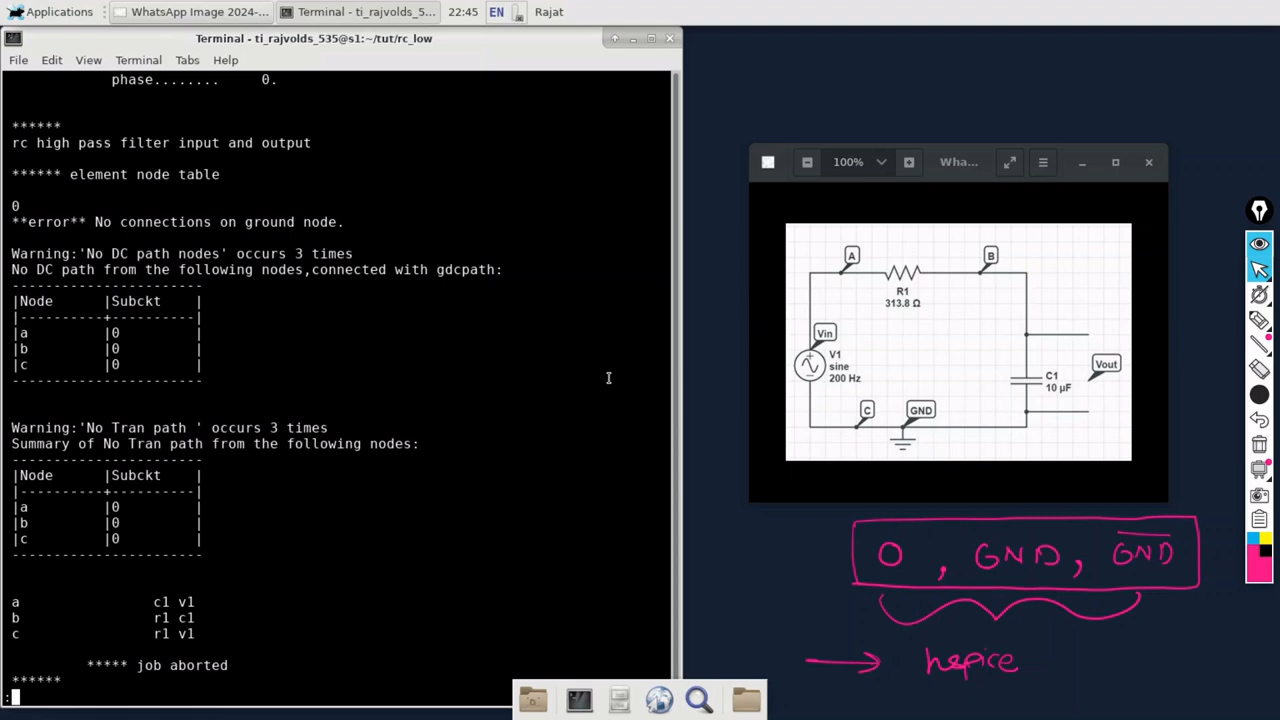 Applications
WhatsApp Image 2024-...
Terminal - ti_rajvolds_5...
22:45
EN
Rajat
Terminal - ti_rajvolds_535@s1:~/tut/rc_low
File Edit View Terminal Tabs Help
phase........ 0.
******
rc high pass filter input and output
****** element node table
0
**error** No connections on ground node.
Warning:'No DC path nodes' occurs 3 times
No DC path from the following nodes,connected with gdcpath:
-----------------------
|Node |Subckt |
|----------+-----------|
|a |0 |
|b |0 |
|c |0 |
-----------------------
Warning:'No Tran path ' occurs 3 times
Summary of No Tran path from the following nodes:
-----------------------
|Node |Subckt |
|----------+-----------|
|a |0 |
|b |0 |
|c |0 |
-----------------------
a c1 v1
b r1 c1
c r1 v1
***** job aborted
******
:
100%
Wha...
A
B
R1
313.8 Ω
Vin
V1
sine
200 Hz
Vout
C1
10 µF
C
GND
0 , GND, GND
hspice